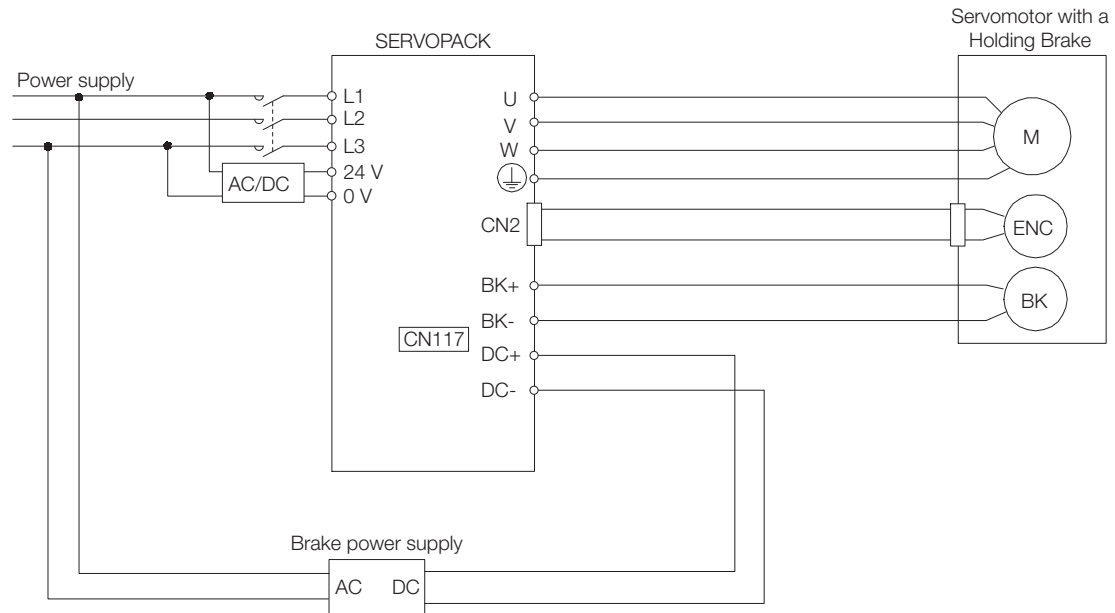 Servomotor with a
Holding Brake
SERVOPACK
Power supply
L1
L2
L3
24 V
0 V
AC/DC
U
V
W
CN2
BK+
BK-
CN117
DC+
DC-
M
ENC
BK
Brake power supply
AC DC